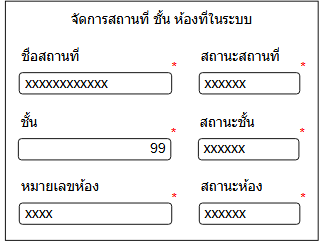 จัดการสถานที่ ชั้น ห้องที่ในระบบ
ชื่อสถานที่ สถานะสถานที่
* *
xxxxxxxxxxxx xxxxxx
ชั้น สถานะชั้น
* *
99 xxxxxx
หมายเลขห้อง สถานะห้อง
* *
xxxx xxxxxx